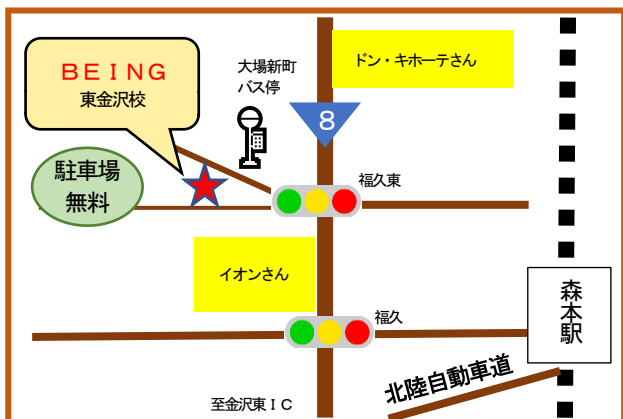 ＢＥＩＮＧ
東金沢校
大場新町
バス停
ドン・キホーテさん
8
駐車場
無料
福久東
イオンさん
福久
森本駅
北陸自動車道
至金沢東ＩＣ